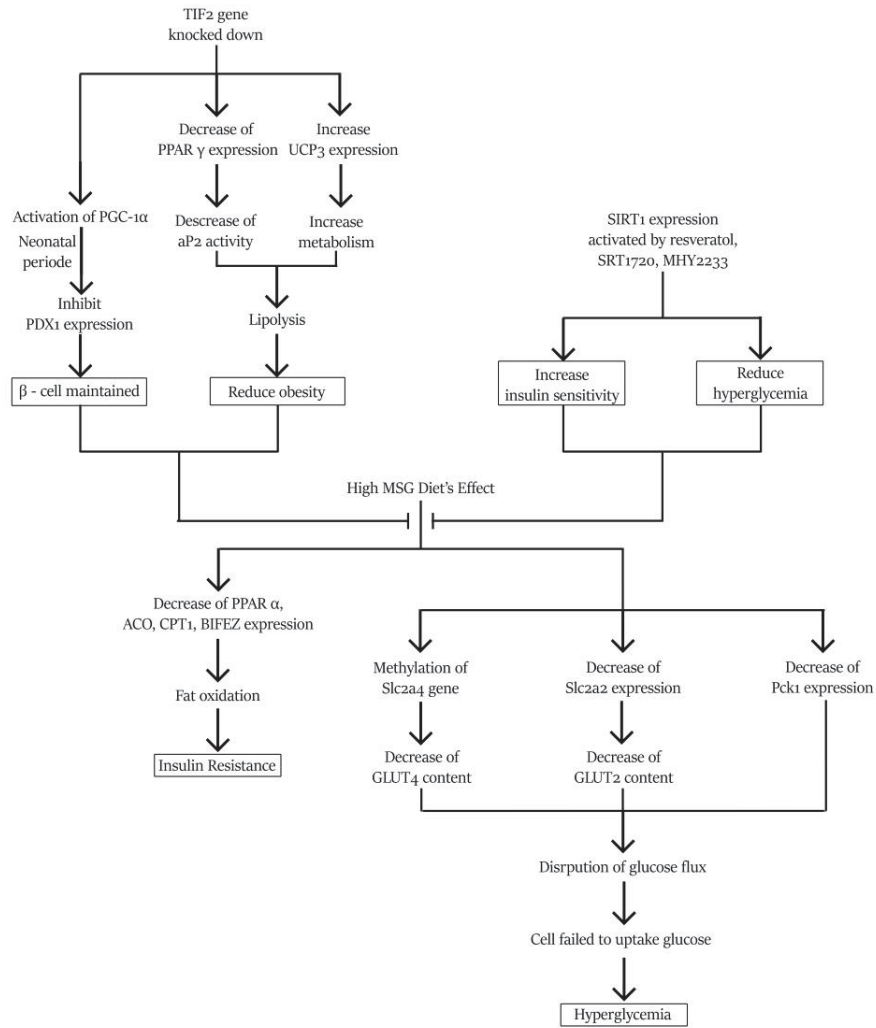 TIF2 gene
knocked down
Decrease of
PPAR γ expression
Increase
UCP3 expression
Activation of PGC-1α
Neonatal
periode
Descrease of
aP2 activity
Increase
metabolism
SIRT1 expression
activated by resveratol,
SRT1720, MHY2233
Inhibit
PDX1 expression
Lipolysis
β - cell maintained
Reduce obesity
Increase
insulin sensitivity
Reduce
hyperglycemia
High MSG Diet's Effect
Decrease of PPAR α,
ACO, CPT1, BIFEZ expression
Methylation of
Slc2a4 gene
Decrease of
Slc2a2 expression
Decrease of
Pck1 expression
Fat oxidation
Insulin Resistance
Decrease of
GLUT4 content
Decrease of
GLUT2 content
Disrpution of glucose flux
Cell failed to uptake glucose
Hyperglycemia